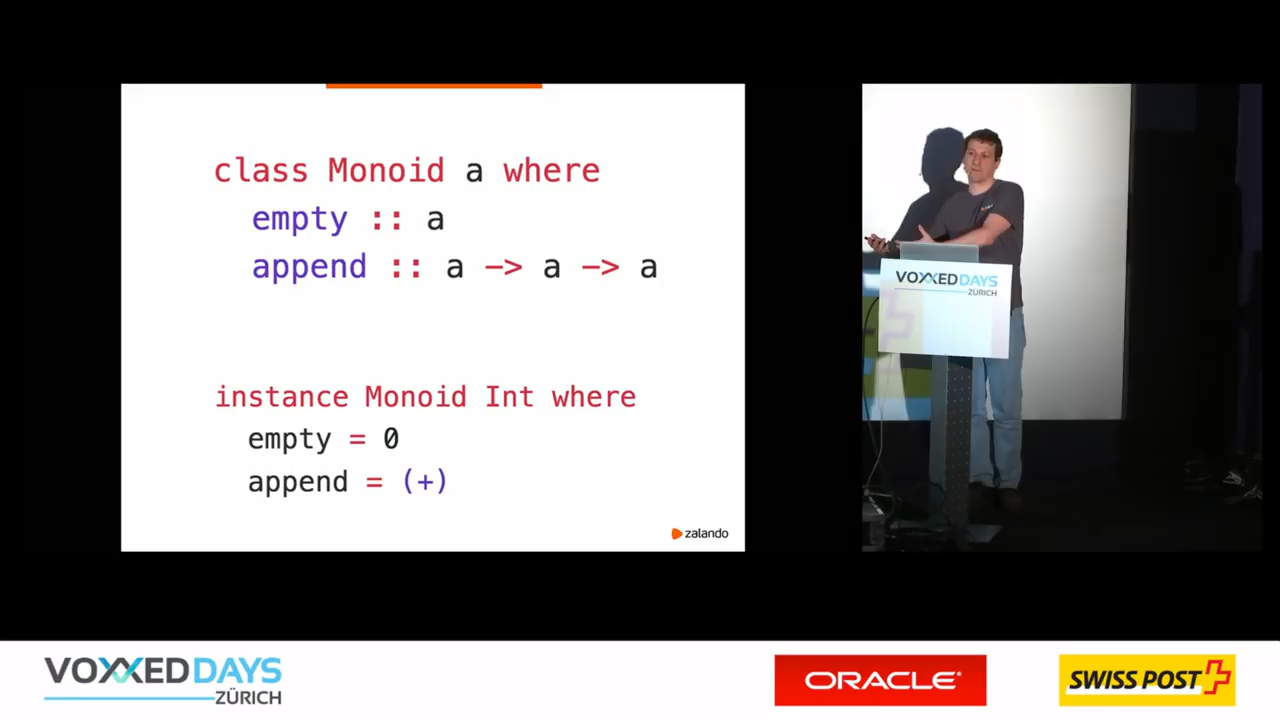 class Monoid a where
empty :: a
append :: a -> a -> a
instance Monoid Int where
empty = 0
append = (+)
zalando
VOXXED DAYS
ZÜRICH
VOXXED DAYS
ZÜRICH
ORACLE®
SWISS POST